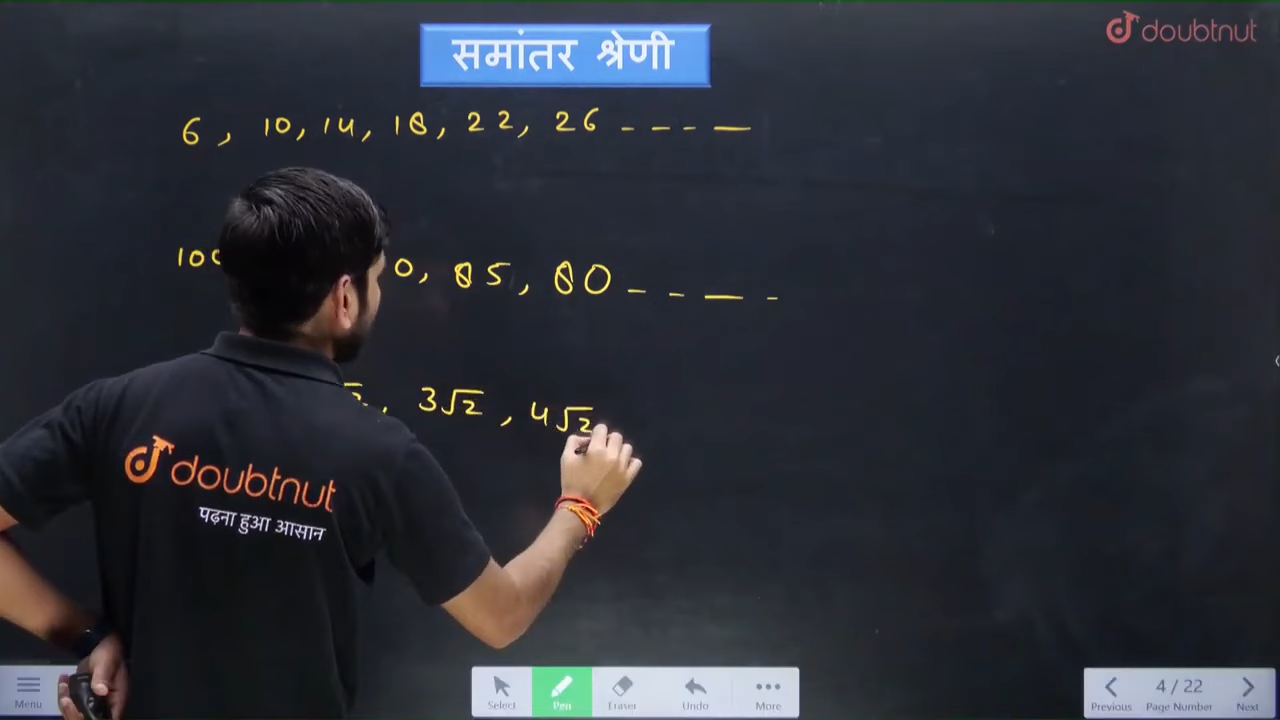 समांतर श्रेणी
doubtnut
6, 10, 14, 18, 22, 26 – – – —
100 0, 85, 80 – – — -
, 3√2, 4√2
doubtnut
पढ़ना हुआ आसान
Menu
Select Pen Eraser Undo More
Previous 4 / 22 Page Number Next